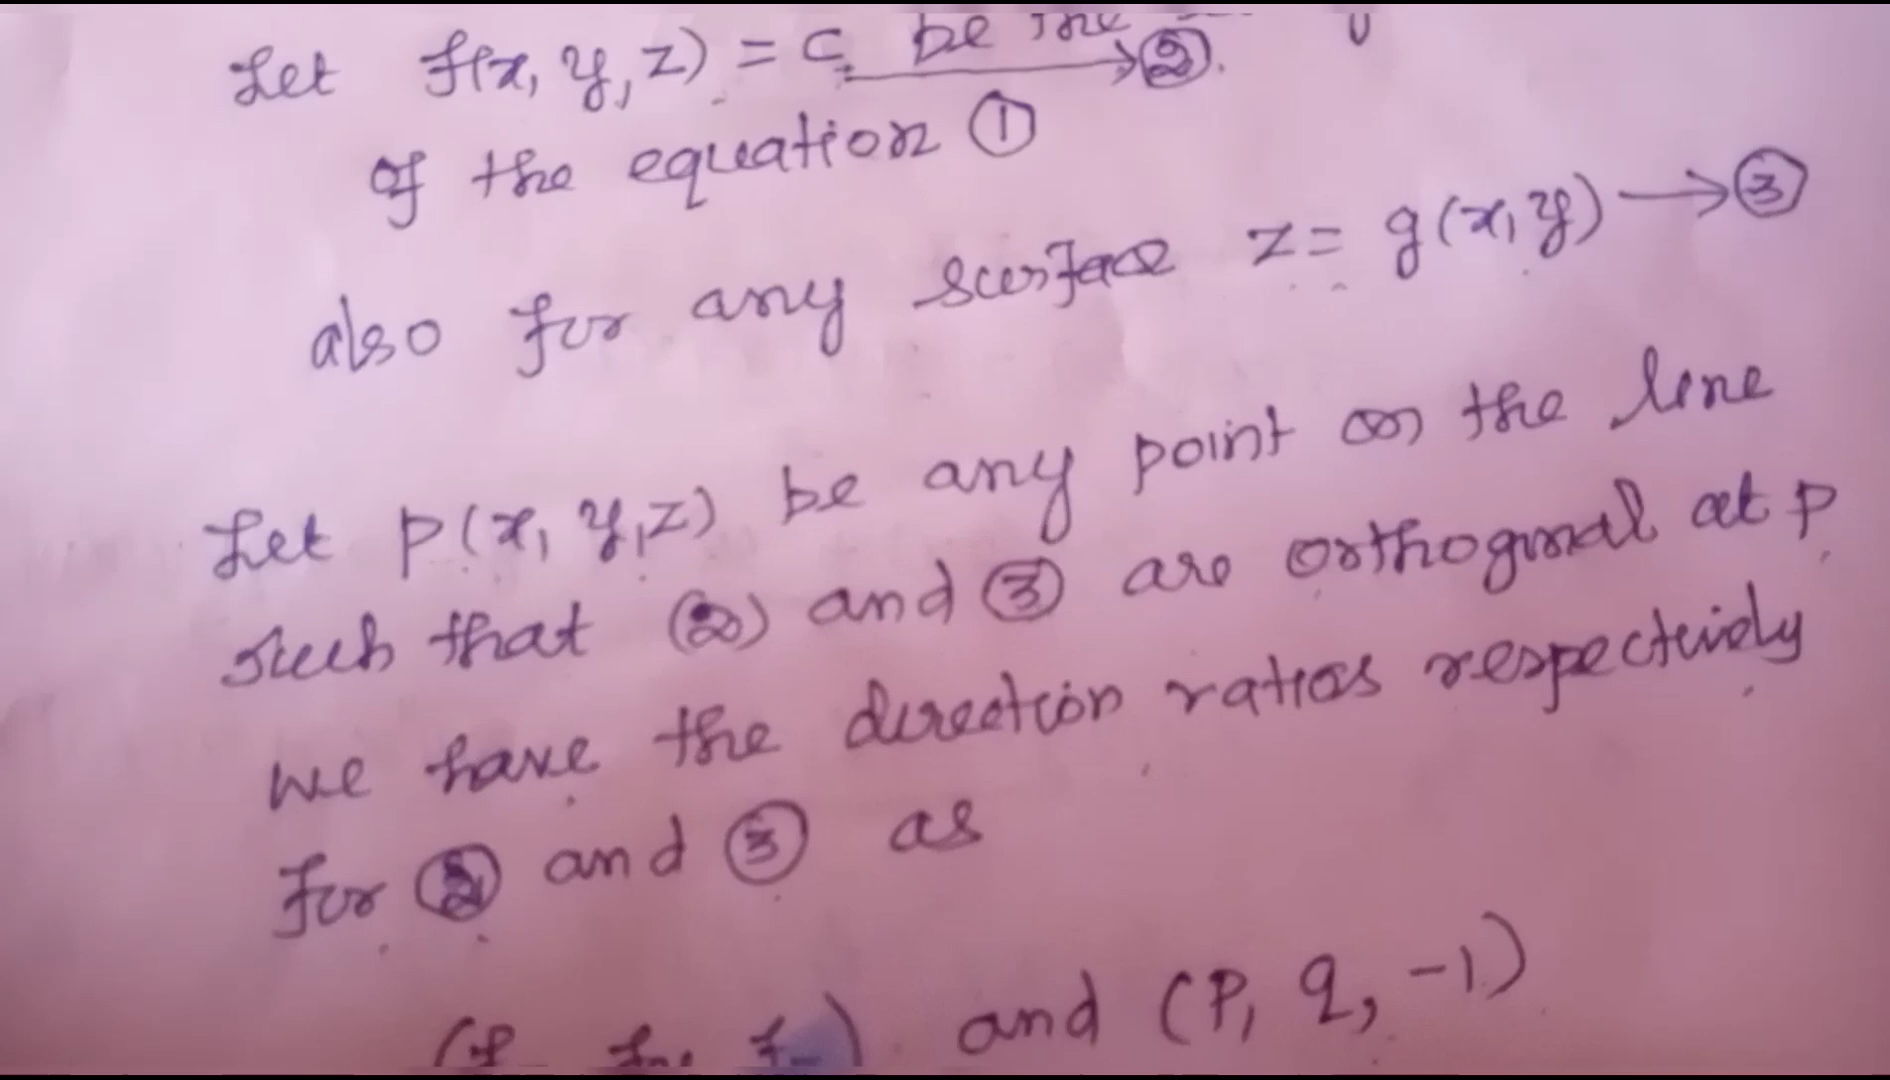 Let f(x, y, z) = c be the
→ ②.
of the equation ①
also for any surface z = g(x, y) → ③
Let P(x, y, z) be any point on the line
such that ② and ③ are orthogonal at P
we have the direction ratios respectively
for ② and ③ as
and (P, q, -1)